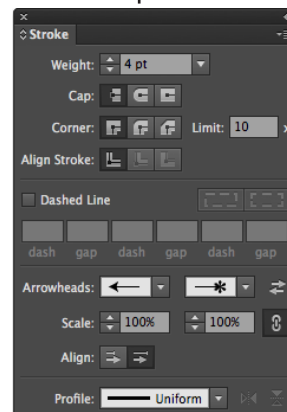 Stroke
Weight: 4 pt
Cap:
Corner: Limit: 10 x
Align Stroke:
Dashed Line
dash gap dash gap dash gap
Arrowheads:
Scale: 100% 100%
Align:
Profile: Uniform